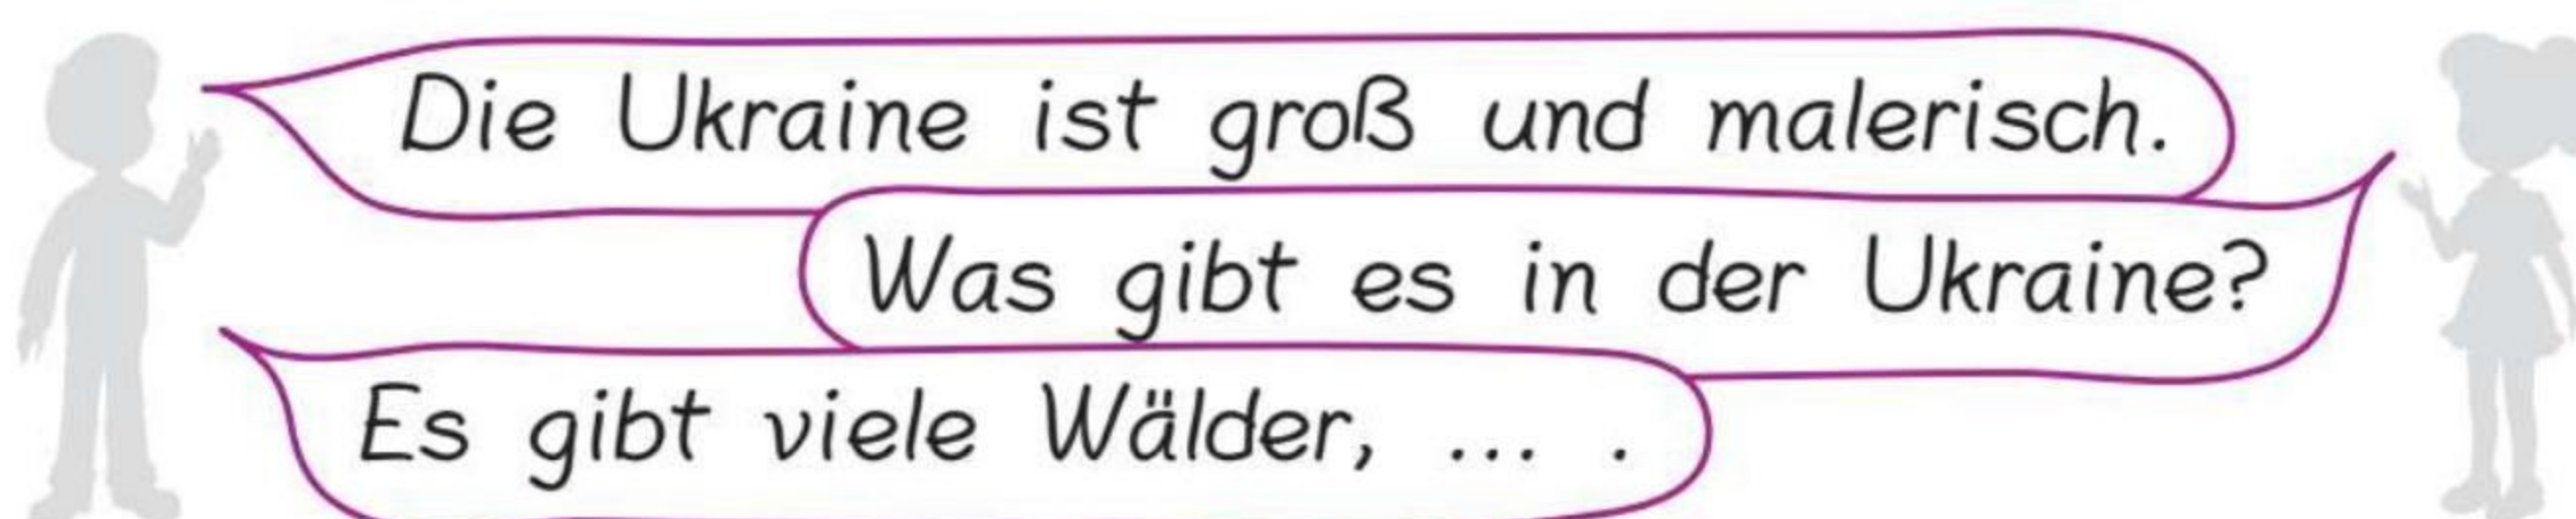 Die Ukraine ist groß und malerisch.
Was gibt es in der Ukraine?
Es gibt viele Wälder, ... .